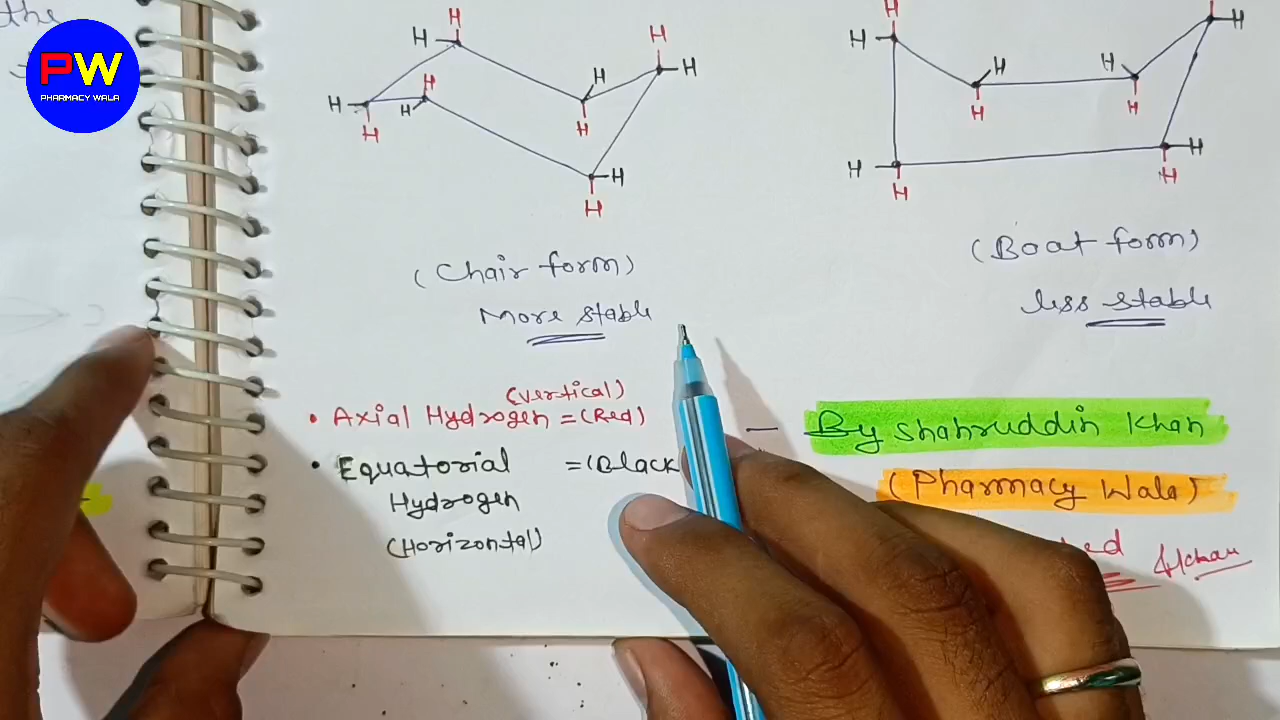 the
PW
PHARMACY WALA
H H H H H
H H H H
H H H H
H H
H H H H H
H H H
H H H H
H H
(Chair form)
More stable
(Boat form)
less stable
(Vertical)
• Axial Hydrogen = (Red)
• Equatorial = (Black
Hydrogen
(Horizontal)
By Shahruddin Khan
(Pharmacy Wala)